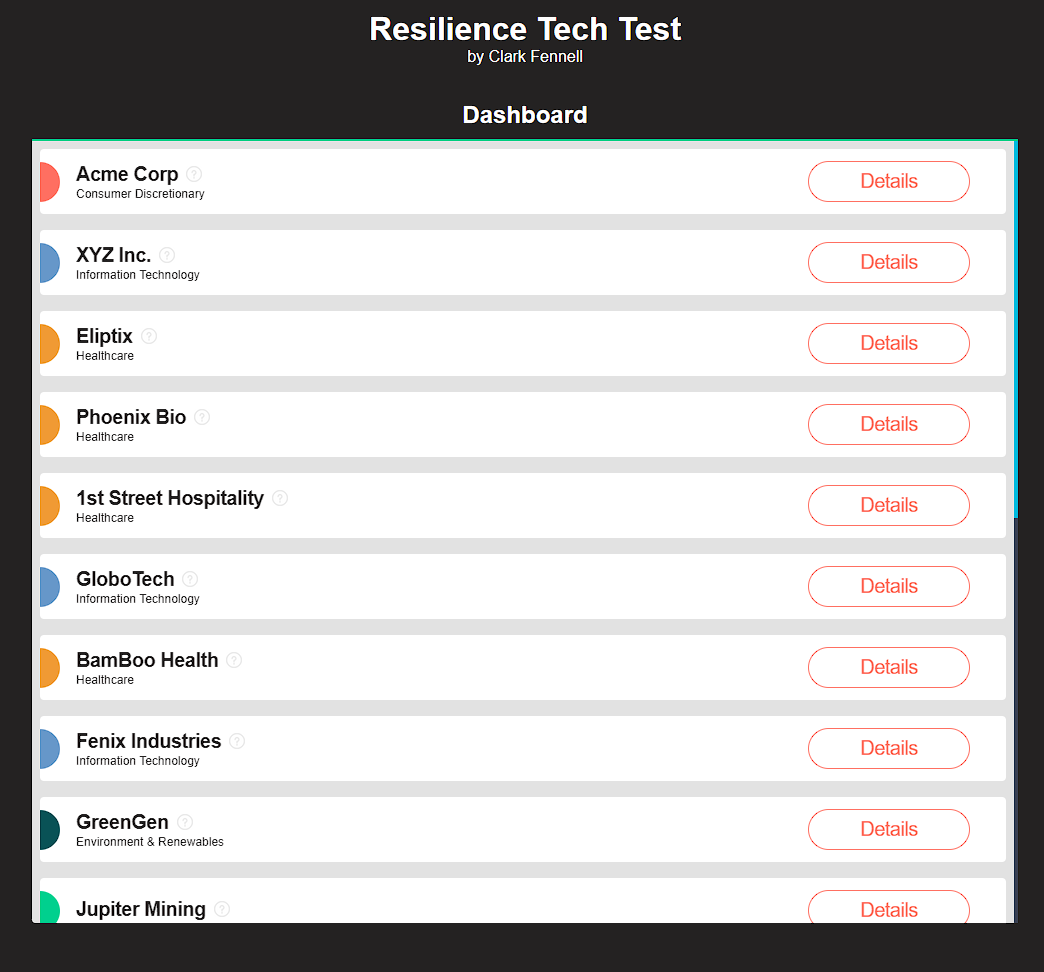 Resilience Tech Test
by Clark Fennell
Dashboard
Acme Corp ?
Consumer Discretionary
Details
XYZ Inc. ?
Information Technology
Details
Eliptix ?
Healthcare
Details
Phoenix Bio ?
Healthcare
Details
1st Street Hospitality ?
Healthcare
Details
GloboTech ?
Information Technology
Details
BamBoo Health ?
Healthcare
Details
Fenix Industries ?
Information Technology
Details
GreenGen ?
Environment & Renewables
Details
Jupiter Mining ?
Details